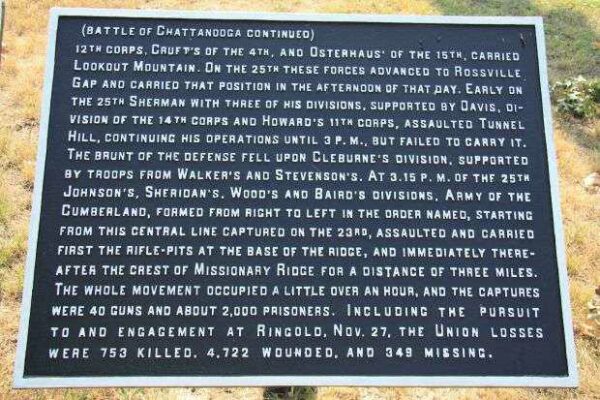 (Battle of Chattanooga continued)
12th corps, Cruft's of the 4th, and Osterhaus' of the 15th, carried
Lookout Mountain. On the 25th these forces advanced to Rossville
Gap and carried that position in the afternoon of that day. Early on
the 25th Sherman with three of his divisions, supported by Davis, di-
vision of the 14th corps and Howard's 11th corps, assaulted Tunnel
Hill, continuing his operations until 3 P.M., but failed to carry it.
The brunt of the defense fell upon Cleburne's division, supported
by troops from Walker's and Stevenson's. At 3.15 P.M. of the 25th
Johnson's, Sheridan's, Wood's and Baird's divisions, Army of the
Cumberland, formed from right to left in the order named, starting
from this central line captured on the 23rd, assaulted and carried
first the rifle-pits at the base of the ridge, and immediately there-
after the crest of Missionary Ridge for a distance of three miles.
The whole movement occupied a little over an hour, and the captures
were 40 guns and about 2,000 prisoners. Including the pursuit
to and engagement at Ringold, Nov. 27, the Union losses
were 753 killed, 4,722 wounded, and 349 missing.